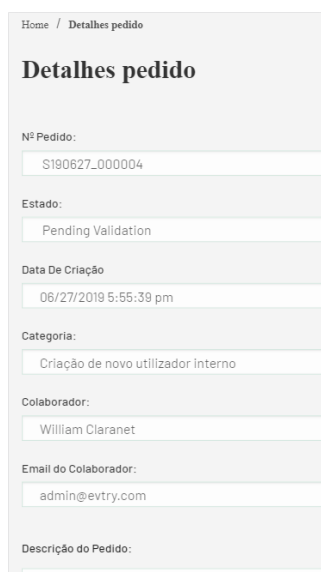 Home / Detalhes pedido
Detalhes pedido
Nº Pedido:
S190627_000004
Estado:
Pending Validation
Data De Criação
06/27/2019 5:55:39 pm
Categoria:
Criação de novo utilizador interno
Colaborador:
William Claranet
Email do Colaborador:
admin@evtry.com
Descrição do Pedido: